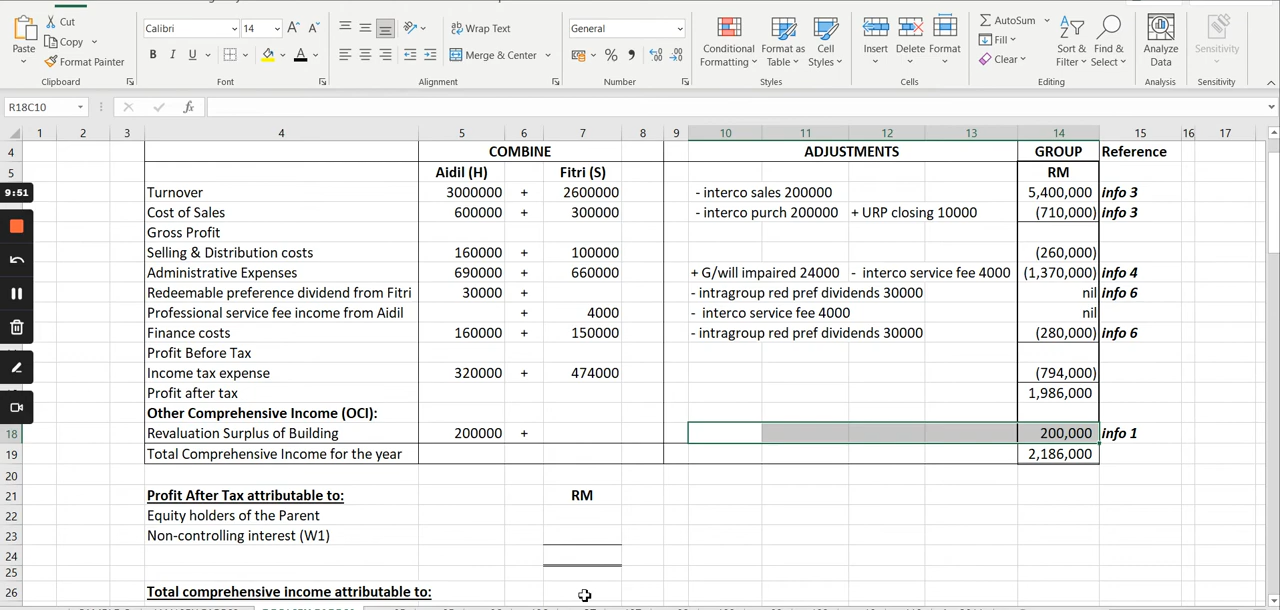 Cut
Paste
Copy
Format Painter
Clipboard
Calibri
14
Font
Wrap Text
Merge & Center
Alignment
General
Number
Conditional Formatting
Format as Table
Cell Styles
Styles
Insert
Delete
Format
Cells
AutoSum
Fill
Clear
Sort & Filter
Find & Select
Editing
Analyze Data
Analysis
Sensitivity
Sensitivity
R18C10
fx
1 2 3 4 5 6 7 8 9 10 11 12 13 14 15 16 17
4 COMBINE ADJUSTMENTS GROUP Reference
5 Aidil (H) Fitri (S) RM
9:51
Turnover 3000000 + 2600000 - interco sales 200000 5,400,000 info 3
Cost of Sales 600000 + 300000 - interco purch 200000 + URP closing 10000 (710,000) info 3
Gross Profit
Selling & Distribution costs 160000 + 100000 (260,000)
Administrative Expenses 690000 + 660000 + G/will impaired 24000 - interco service fee 4000 (1,370,000) info 4
Redeemable preference dividend from Fitri 30000 + - intragroup red pref dividends 30000 nil info 6
Professional service fee income from Aidil + 4000 - interco service fee 4000 nil
Finance costs 160000 + 150000 - intragroup red pref dividends 30000 (280,000) info 6
Profit Before Tax
Income tax expense 320000 + 474000 (794,000)
Profit after tax 1,986,000
Other Comprehensive Income (OCI):
18 Revaluation Surplus of Building 200000 + 200,000 info 1
19 Total Comprehensive Income for the year 2,186,000
20
21 Profit After Tax attributable to: RM
22 Equity holders of the Parent
23 Non-controlling interest (W1)
24
25
26 Total comprehensive income attributable to: